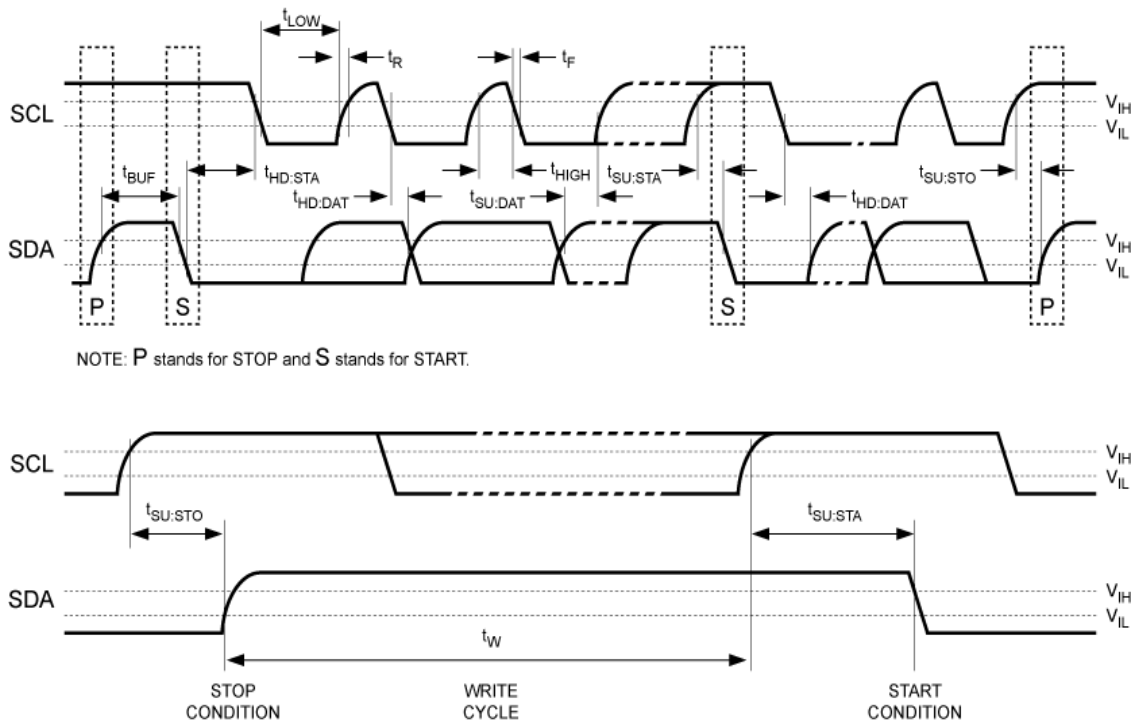 tLOW
tR
tF
SCL
VIH
VIL
tBUF
tHD:STA
tHD:DAT
tSU:DAT
tHIGH
tSU:STA
tHD:DAT
tSU:STO
SDA
VIH
VIL
P
S
S
P
NOTE: P stands for STOP and S stands for START.
SCL
VIH
VIL
tSU:STO
tSU:STA
SDA
VIH
VIL
tW
STOP
CONDITION
WRITE
CYCLE
START
CONDITION